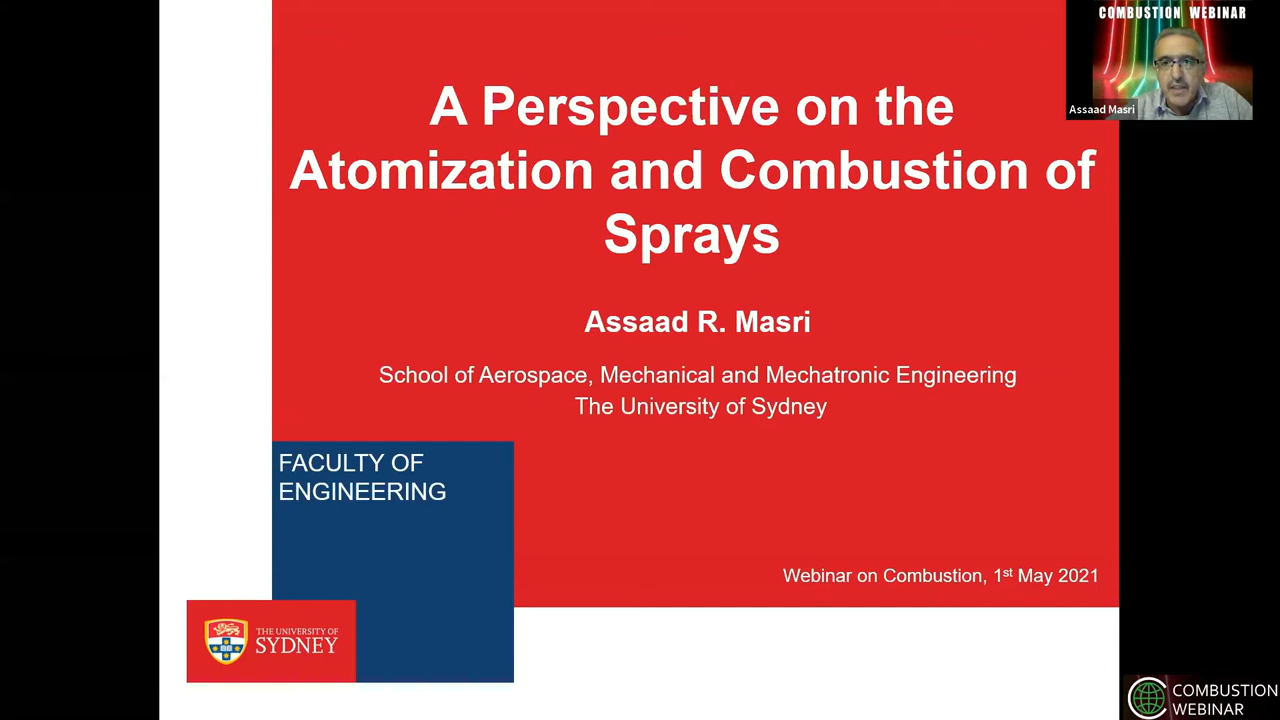 COMBUSTION WEBINAR
Assaad Masri
A Perspective on the
Atomization and Combustion of
Sprays
Assaad R. Masri
School of Aerospace, Mechanical and Mechatronic Engineering
The University of Sydney
FACULTY OF
ENGINEERING
Webinar on Combustion, 1st May 2021
THE UNIVERSITY OF
SYDNEY
COMBUSTION
WEBINAR